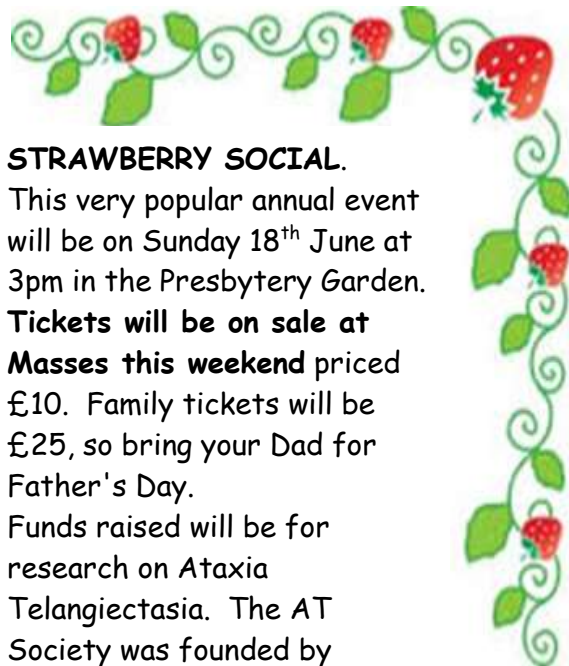 STRAWBERRY SOCIAL.
This very popular annual event
will be on Sunday 18th June at
3pm in the Presbytery Garden.
Tickets will be on sale at
Masses this weekend priced
£10.  Family tickets will be
£25, so bring your Dad for
Father's Day.
Funds raised will be for
research on Ataxia
Telangiectasia.  The AT
Society was founded by